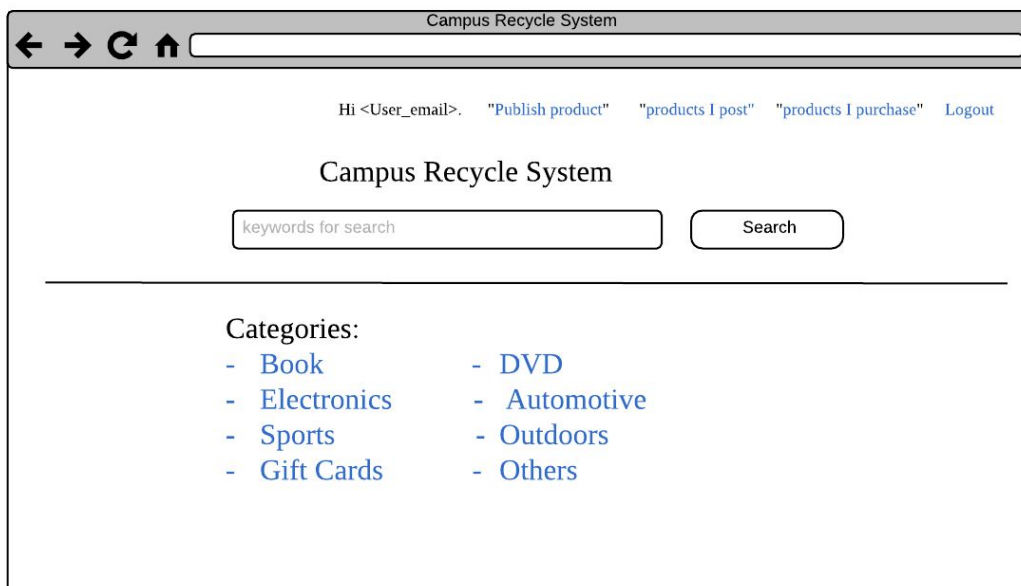 Campus Recycle System
Hi <User_email>. "Publish product" "products I post" "products I purchase" Logout
Campus Recycle System
keywords for search Search
Categories:
- Book - DVD
- Electronics - Automotive
- Sports - Outdoors
- Gift Cards - Others